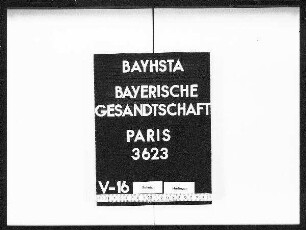 BAYHSTA
BAYERISCHE
GESANDTSCHAFT
PARIS
3623
V-16